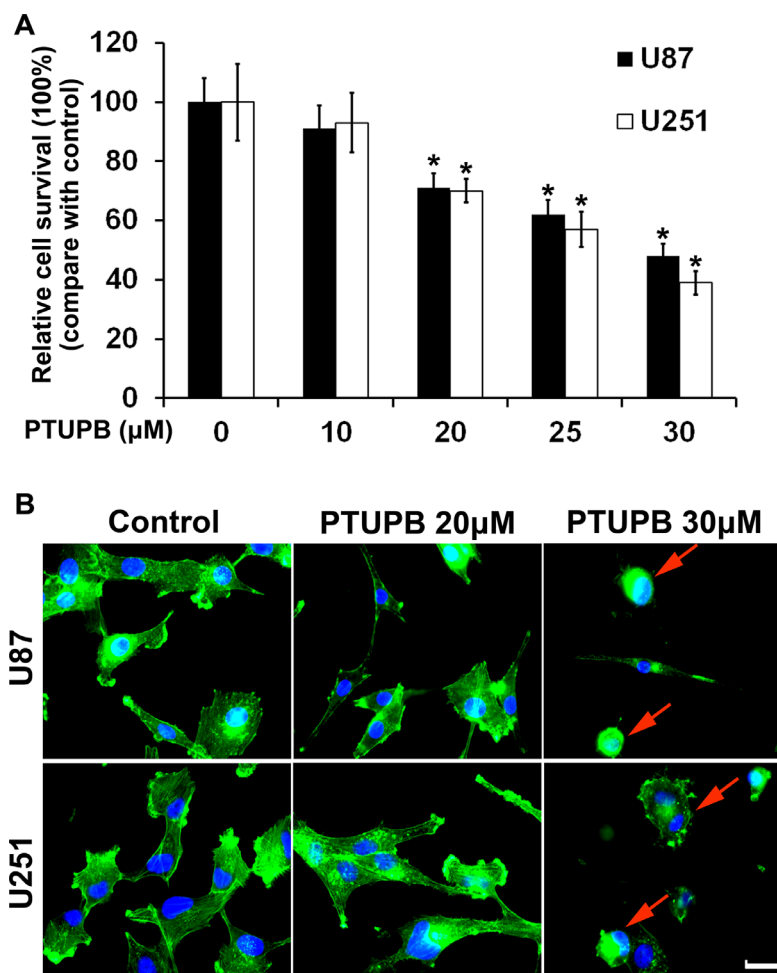 A
Relative cell survival (100%)
(compare with control)
120
100
80
60
40
20
0
U87
U251
* *
* *
* *
PTUPB (µM) 0 10 20 25 30
B
Control PTUPB 20µM PTUPB 30µM
U87
U251